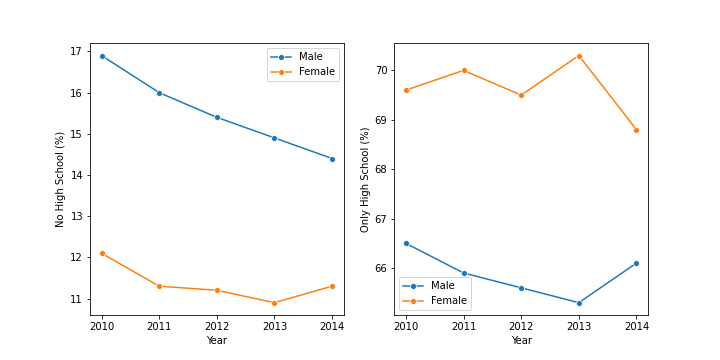 No High School (%)
17
16
15
14
13
12
11
2010 2011 2012 2013 2014
Year
Male
Female
Only High School (%)
70
69
68
67
66
2010 2011 2012 2013 2014
Year
Male
Female